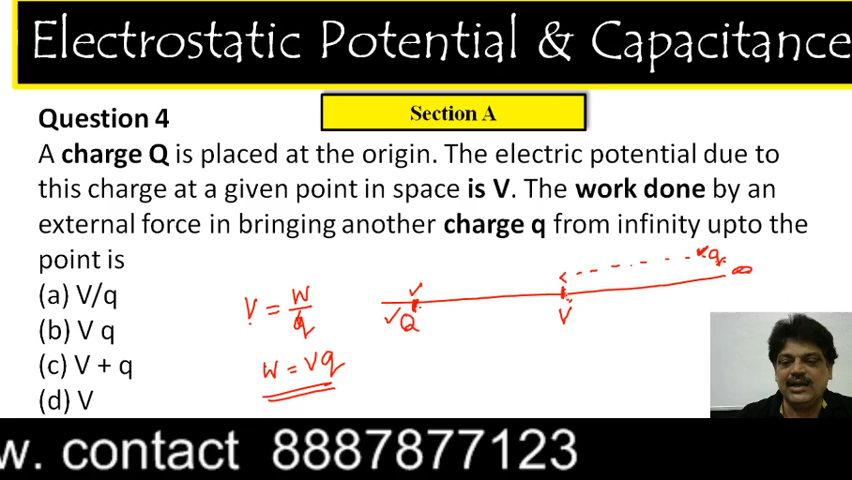 Electrostatic Potential & Capacitance
Section A
Question 4
A charge Q is placed at the origin. The electric potential due to
this charge at a given point in space is V. The work done by an
external force in bringing another charge q from infinity upto the
point is
(a) V/q
(b) V q
(c) V + q
(d) V
V = W/q
W = Vq
Q
V
q
∞
w. contact 8887877123